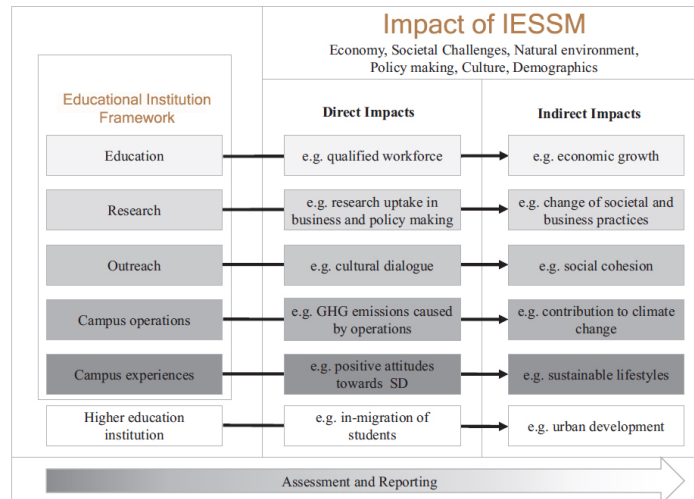 Impact of IESSM
Economy, Societal Challenges, Natural environment,
Policy making, Culture, Demographics
Educational Institution
Framework
Direct Impacts
Indirect Impacts
Education
e.g. qualified workforce
e.g. economic growth
Research
e.g. research uptake in
business and policy making
e.g. change of societal and
business practices
Outreach
e.g. cultural dialogue
e.g. social cohesion
Campus operations
e.g. GHG emissions caused
by operations
e.g. contribution to climate
change
Campus experiences
e.g. positive attitudes
towards SD
e.g. sustainable lifestyles
Higher education
institution
e.g. in-migration of
students
e.g. urban development
Assessment and Reporting